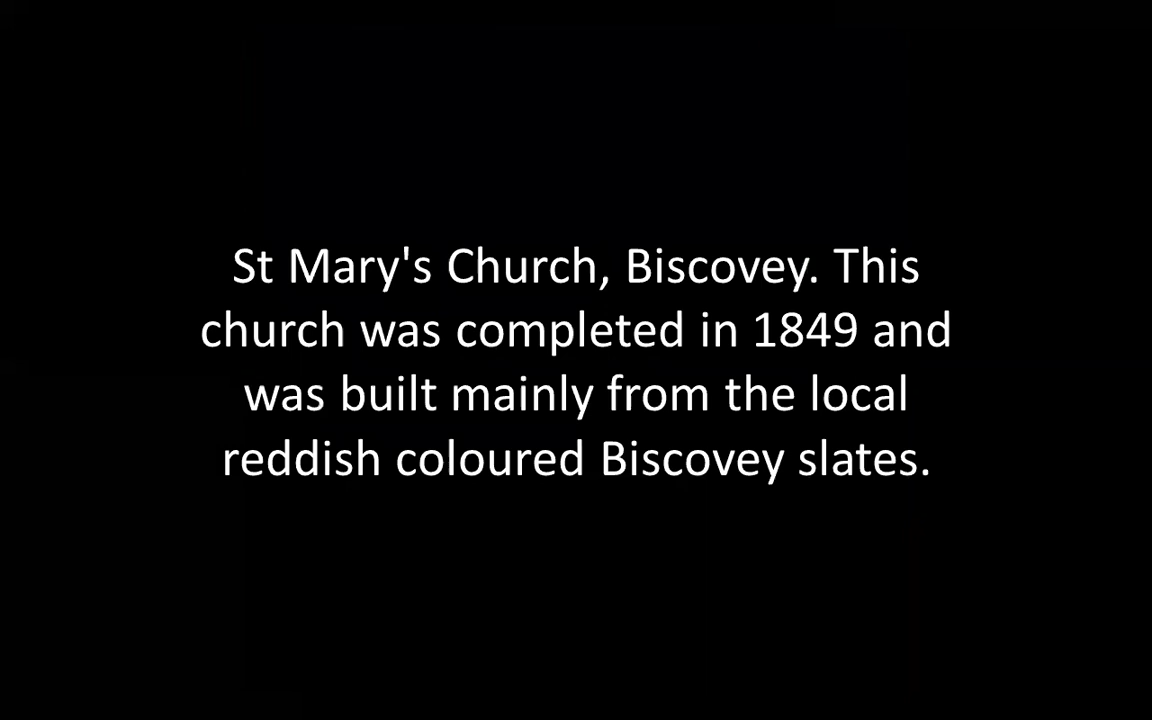 St Mary's Church, Biscovey. This
church was completed in 1849 and
was built mainly from the local
reddish coloured Biscovey slates.